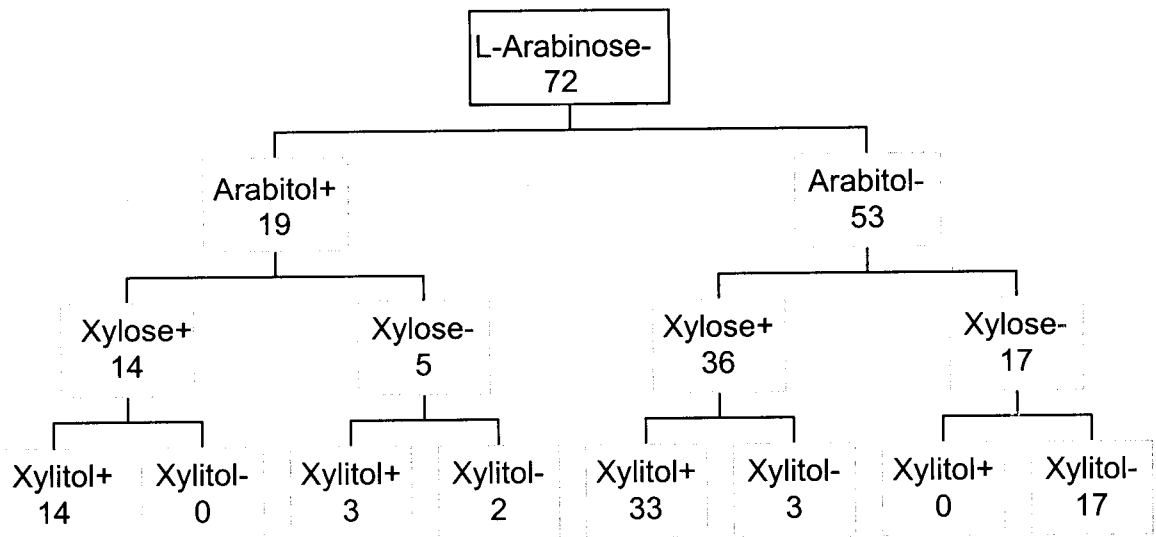 L-Arabinose-
72
Arabitol+
19
Arabitol-
53
Xylose+
14
Xylose-
5
Xylose+
36
Xylose-
17
Xylitol+
14
Xylitol-
0
Xylitol+
3
Xylitol-
2
Xylitol+
33
Xylitol-
3
Xylitol+
0
Xylitol-
17